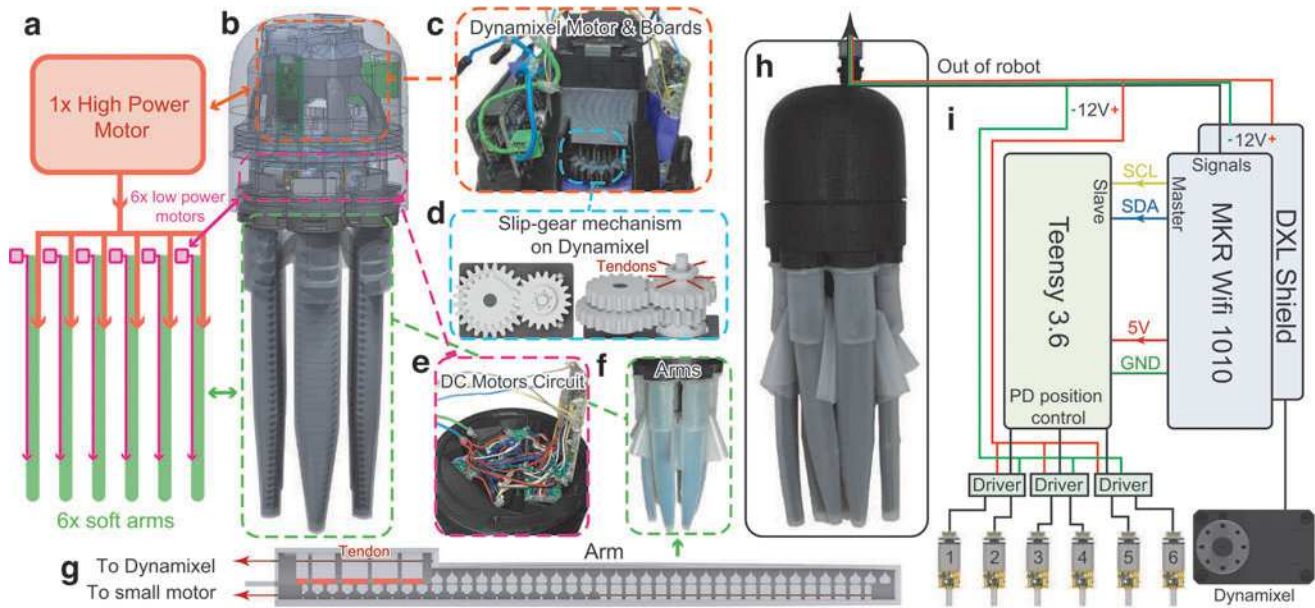 a
1x High Power
Motor
6x low power
motors
6x soft arms
b
c
Dynamixel Motor & Boards
d
Slip-gear mechanism
on Dynamixel
Tendons
e
DC Motors Circuit
f
Arms
g
To Dynamixel
To small motor
Tendon
Arm
h
Out of robot
i
-12V+
-12V+
Signals
SCL
SDA
Slave
Master
Teensy 3.6
MKR Wifi 1010
DXL Shield
5V
GND
PD position
control
Driver
Driver
Driver
1
2
3
4
5
6
Dynamixel